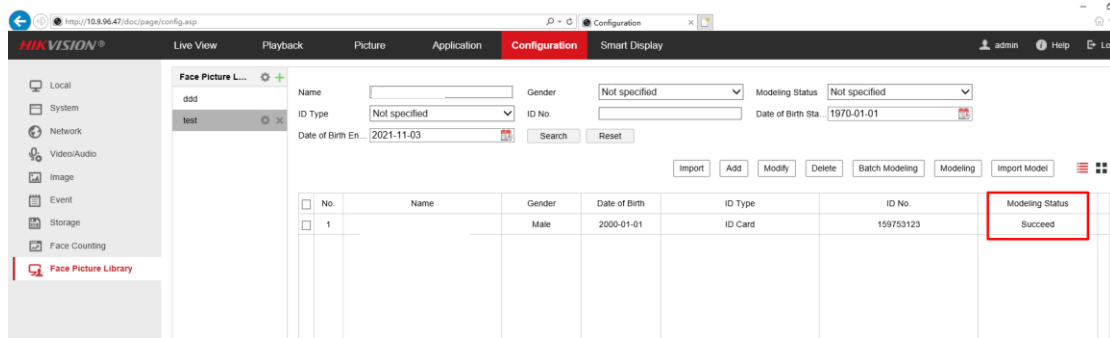 http://10.9.96.47/doc/page/config.asp Configuration
HIKVISION® Live View Playback Picture Application Configuration Smart Display admin Help Lo
Local
System
Network
Video/Audio
Image
Event
Storage
Face Counting
Face Picture Library
Face Picture L...
ddd
test
Name Gender Not specified Modeling Status Not specified
ID Type Not specified ID No. Date of Birth Sta... 1970-01-01
Date of Birth En... 2021-11-03 Search Reset
Import Add Modify Delete Batch Modeling Modeling Import Model
No. Name Gender Date of Birth ID Type ID No. Modeling Status
1 Male 2000-01-01 ID Card 159753123 Succeed